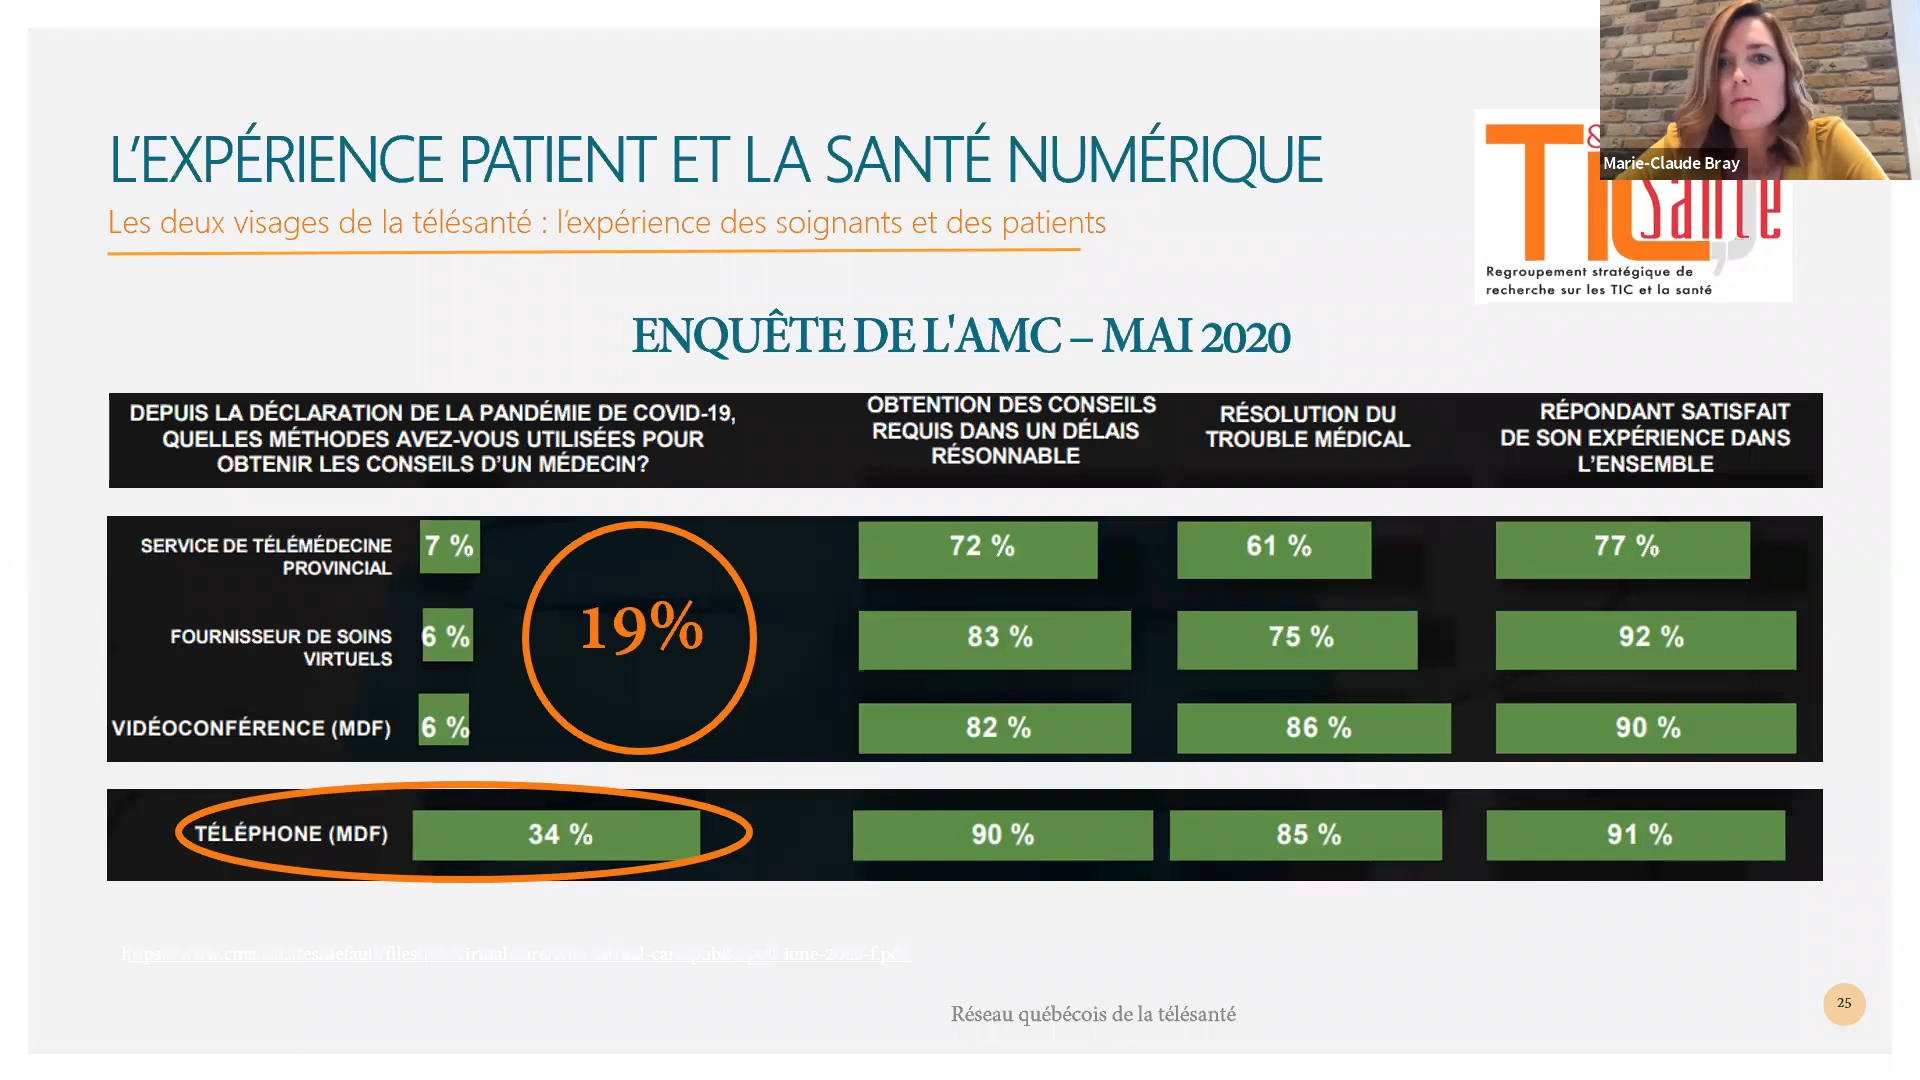 Marie-Claude Bray
L'EXPÉRIENCE PATIENT ET LA SANTÉ NUMÉRIQUE
Les deux visages de la télésanté : l'expérience des soignants et des patients
TIC
&
Santé
Regroupement stratégique de
recherche sur les TIC et la santé
ENQUÊTE DE L'AMC – MAI 2020
DEPUIS LA DÉCLARATION DE LA PANDÉMIE DE COVID-19,
QUELLES MÉTHODES AVEZ-VOUS UTILISÉES POUR
OBTENIR LES CONSEILS D'UN MÉDECIN?
OBTENTION DES CONSEILS
REQUIS DANS UN DÉLAIS
RÉSONNABLE
RÉSOLUTION DU
TROUBLE MÉDICAL
RÉPONDANT SATISFAIT
DE SON EXPÉRIENCE DANS
L'ENSEMBLE
SERVICE DE TÉLÉMÉDECINE
PROVINCIAL
7 %
72 %
61 %
77 %
19%
FOURNISSEUR DE SOINS
VIRTUELS
6 %
83 %
75 %
92 %
VIDÉOCONFÉRENCE (MDF)
6 %
82 %
86 %
90 %
TÉLÉPHONE (MDF)
34 %
90 %
85 %
91 %
Réseau québécois de la télésanté
25